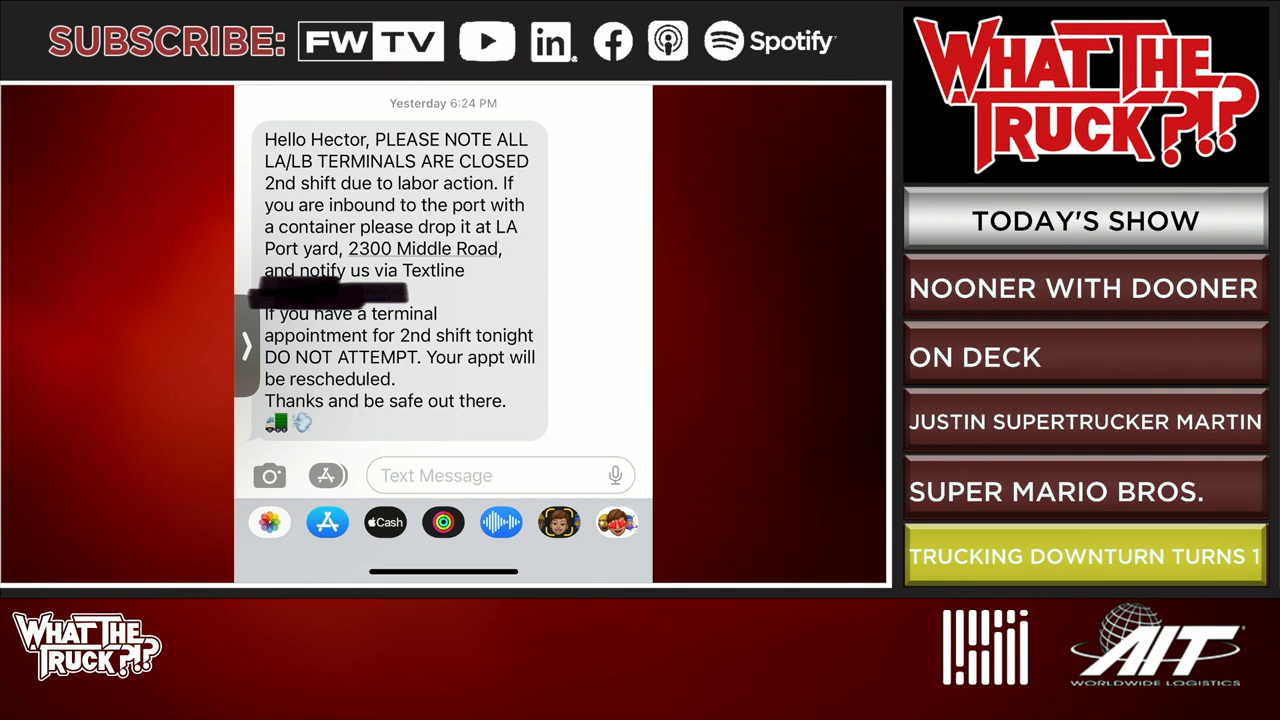 SUBSCRIBE:
FW TV
in
Spotify
WHAT THE TRUCK?!?
Yesterday 6:24 PM
Hello Hector, PLEASE NOTE ALL
LA/LB TERMINALS ARE CLOSED
2nd shift due to labor action. If
you are inbound to the port with
a container please drop it at LA
Port yard, 2300 Middle Road,
and notify us via Textline
If you have a terminal
appointment for 2nd shift tonight
DO NOT ATTEMPT. Your appt will
be rescheduled.
Thanks and be safe out there.
Text Message
Cash
TODAY'S SHOW
NOONER WITH DOONER
ON DECK
JUSTIN SUPERTRUCKER MARTIN
SUPER MARIO BROS.
TRUCKING DOWNTURN TURNS 1
WHAT THE TRUCK?!?
AIT
WORLDWIDE LOGISTICS